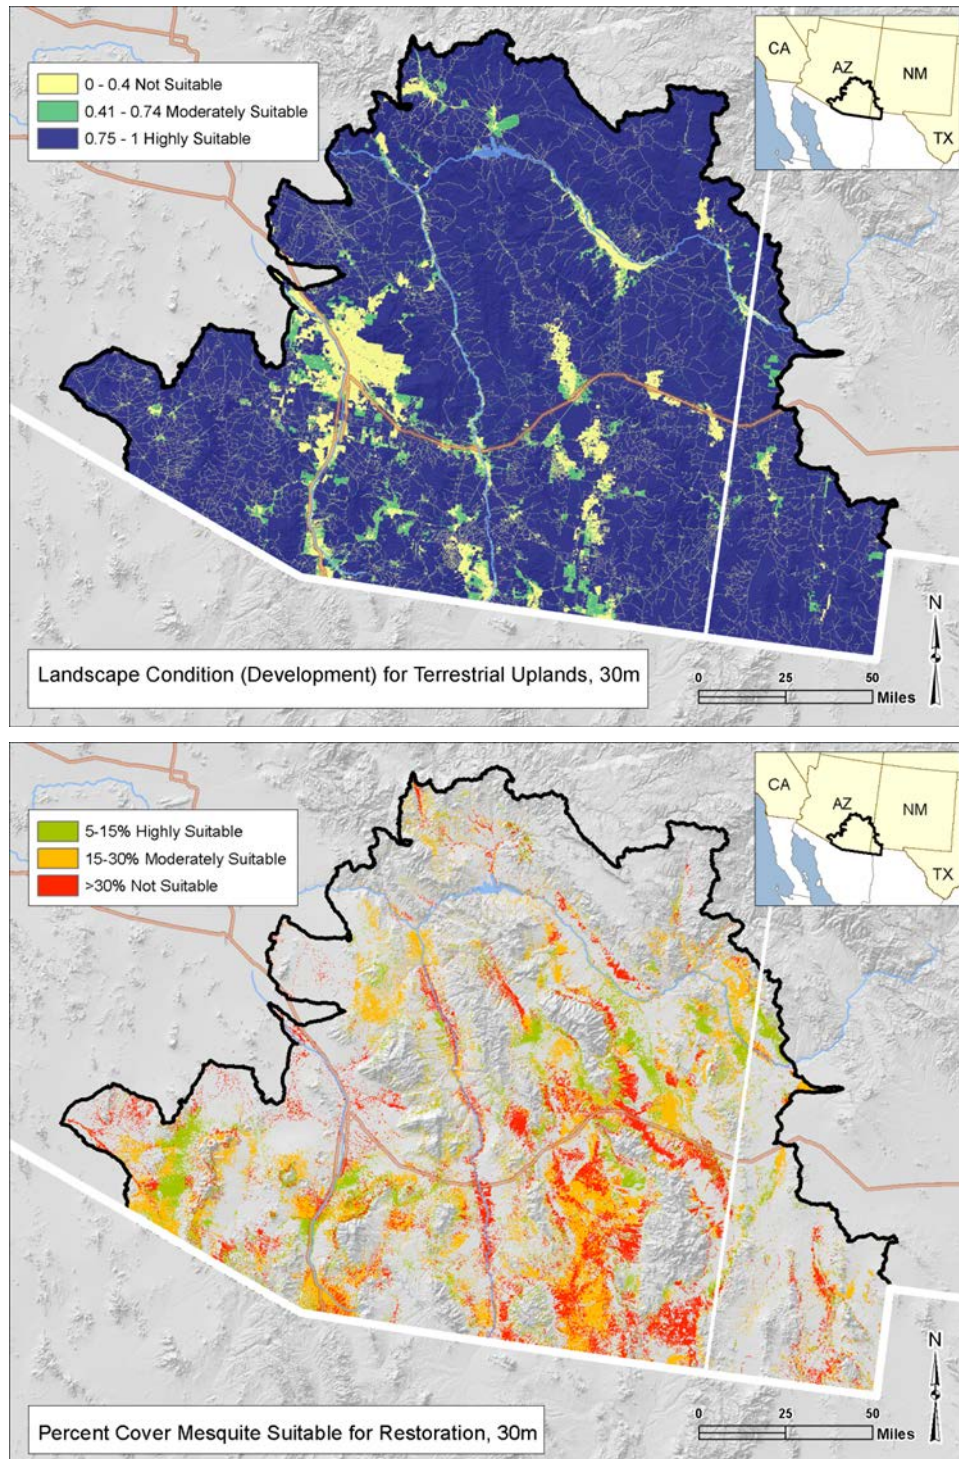 0 - 0.4 Not Suitable
0.41 - 0.74 Moderately Suitable
0.75 - 1 Highly Suitable
CA
AZ
NM
TX
N
0 25 50
Miles
Landscape Condition (Development) for Terrestrial Uplands, 30m
5-15% Highly Suitable
15-30% Moderately Suitable
>30% Not Suitable
CA
AZ
NM
TX
N
0 25 50
Miles
Percent Cover Mesquite Suitable for Restoration, 30m